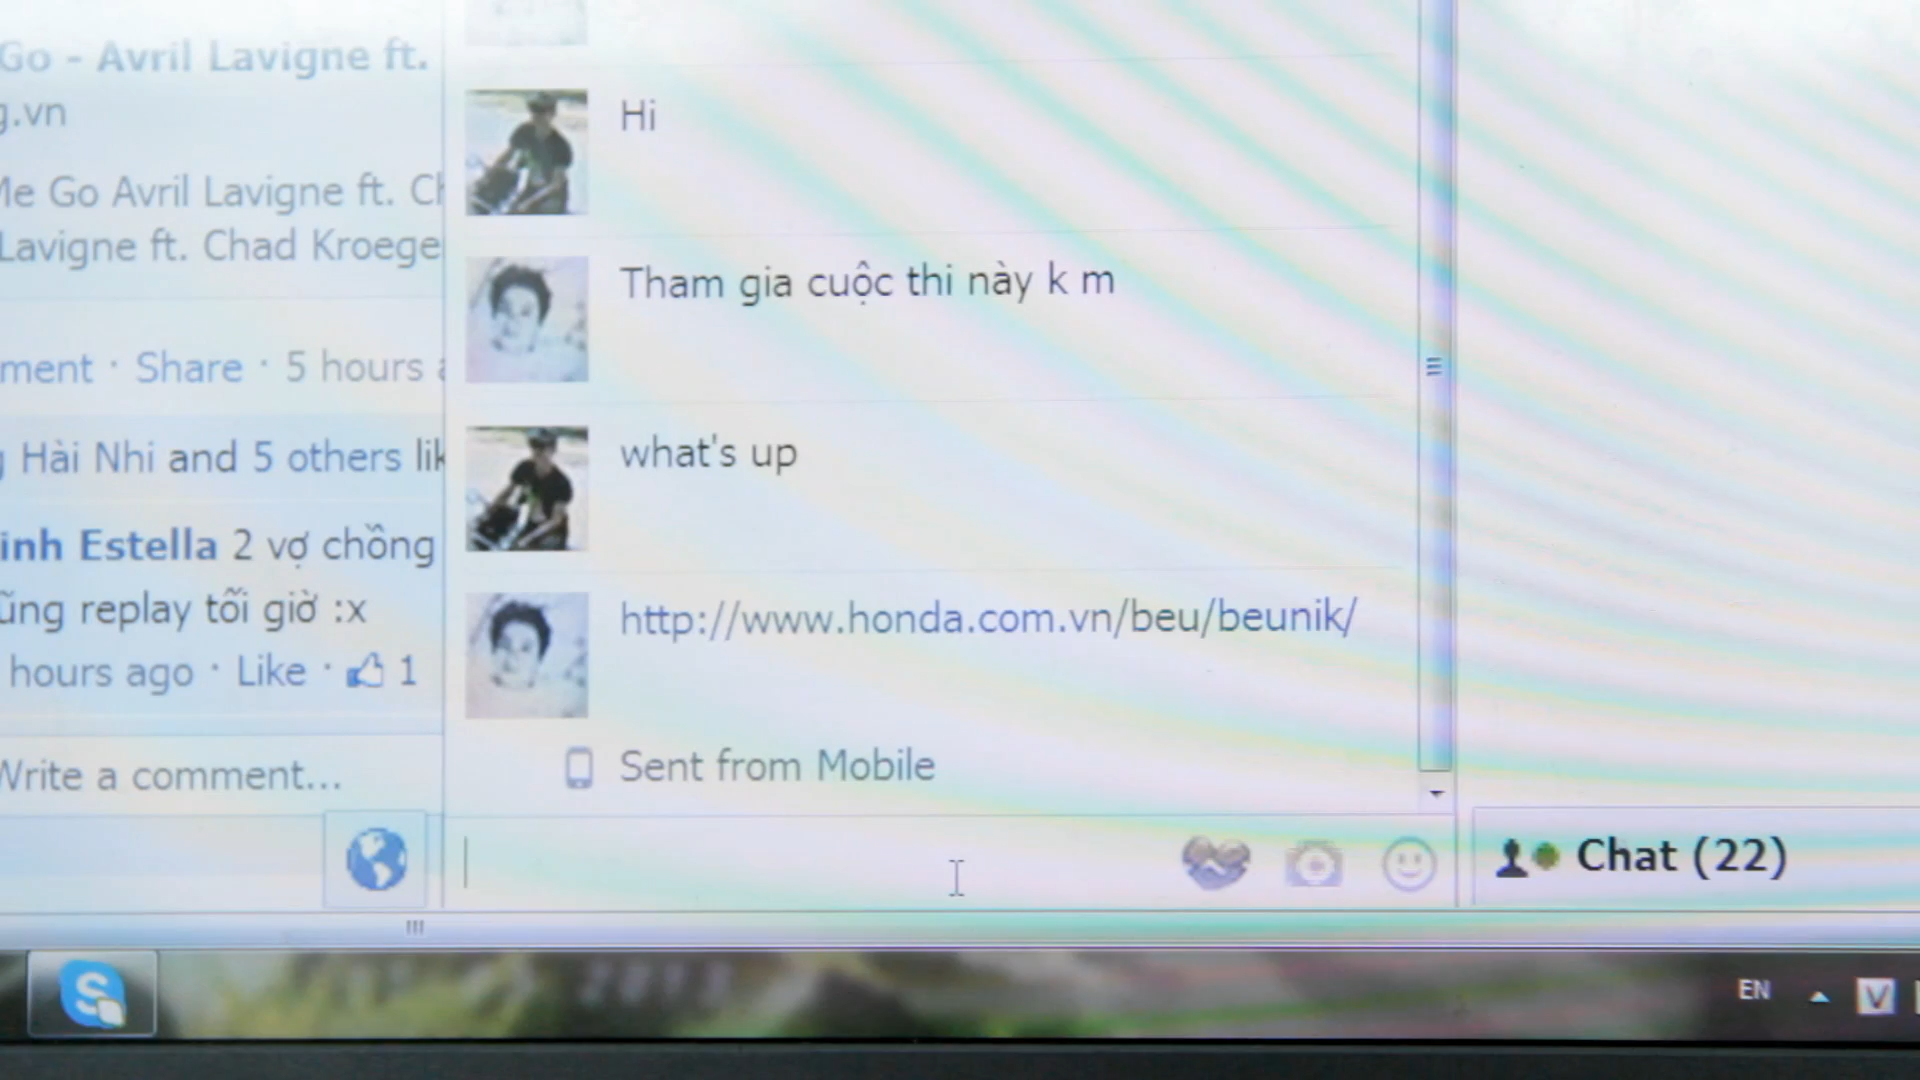 Go - Avril Lavigne ft.
g.vn
Me Go Avril Lavigne ft. Ch
Lavigne ft. Chad Kroege
ment · Share · 5 hours a
g Hài Nhi and 5 others lik
inh Estella 2 vợ chồng
ũng replay tối giờ :x
hours ago · Like · 1
Write a comment...
Hi
Tham gia cuộc thi này k m
what's up
http://www.honda.com.vn/beu/beunik/
Sent from Mobile
Chat (22)
2013
EN
V